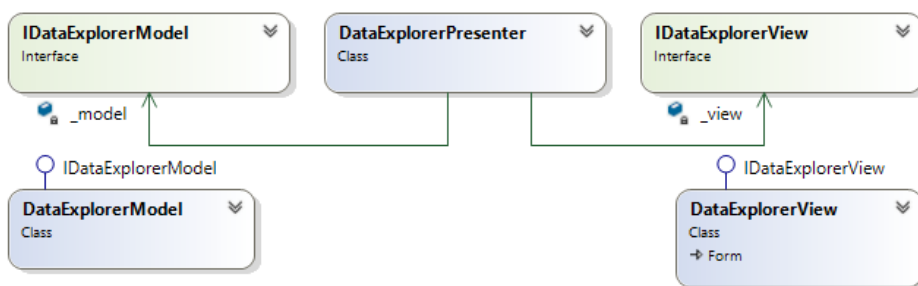 IDataExplorerModel
Interface
DataExplorerPresenter
Class
IDataExplorerView
Interface
_model
_view
IDataExplorerModel
IDataExplorerView
DataExplorerModel
Class
DataExplorerView
Class
Form